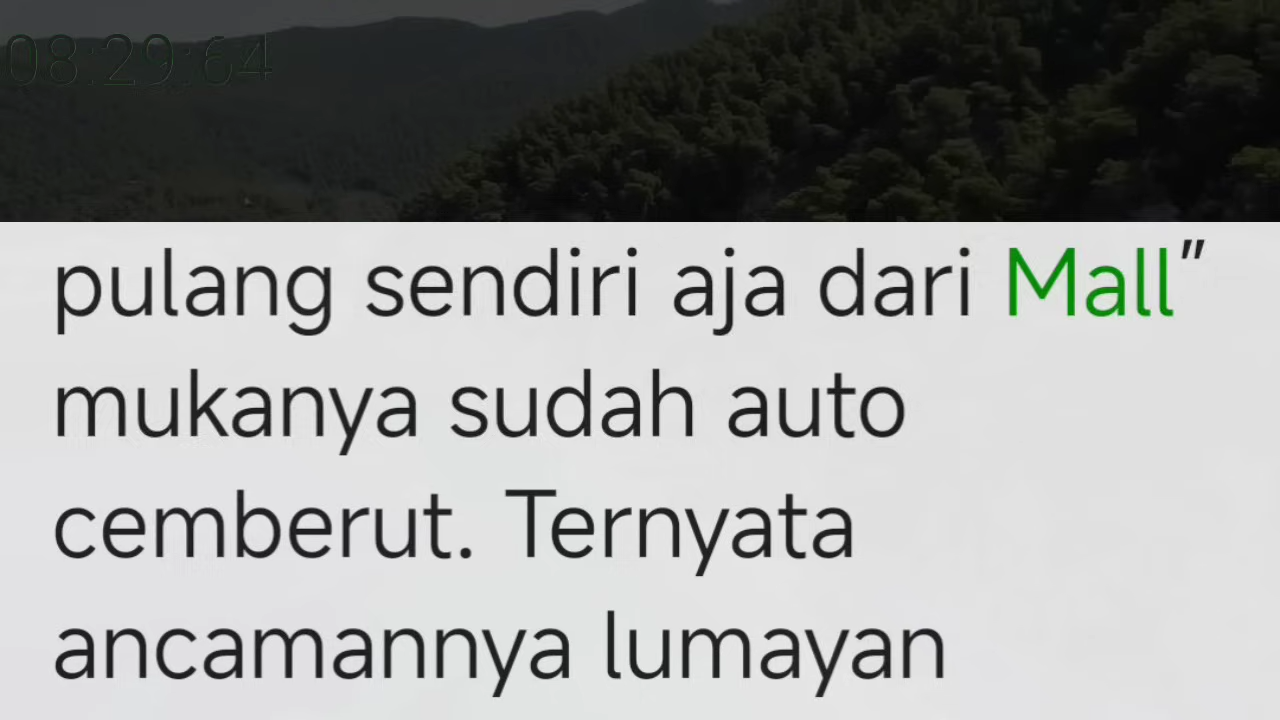 08:29:64
pulang sendiri aja dari Mall”
mukanya sudah auto
cemberut. Ternyata
ancamannya lumayan